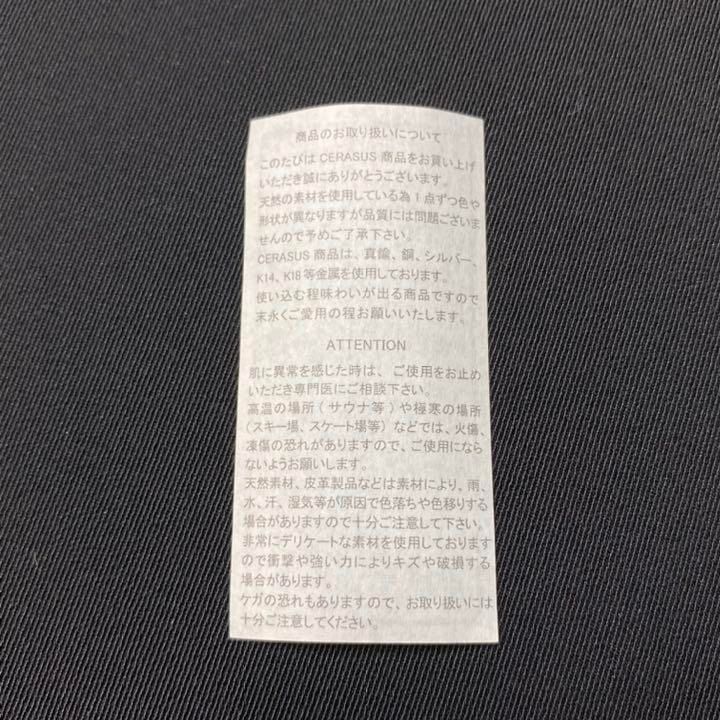 商品のお取り扱いについて
このたびは CERASUS 商品をお買い上げ
いただき誠にありがとうございます。
天然の素材を使用している為1点ずつ色や
形状が異なりますが品質には問題ございま
せんので予めご了承下さい。
CERASUS 商品は、真鍮、銅、シルバー、
K14、K18 等金属を使用しております。
使い込む程味わいが出る商品ですので
末永くご愛用の程お願いいたします。
ATTENTION
肌に異常を感じた時は、ご使用をお止め
いただき専門医にご相談下さい。
高温の場所 ( サウナ等 ) や極寒の場所
(スキー場、スケート場等) などでは、火傷、
凍傷の恐れがありますので、ご使用になら
ないようお願いします。
天然素材、皮革製品などは素材により、雨、
水、汗、湿気等が原因で色落ちや色移りする
場合がありますので十分ご注意して下さい。
非常にデリケートな素材を使用しております
ので衝撃や強い力によりキズや破損する
場合があります。
ケガの恐れもありますので、お取り扱いには
十分ご注意してください。